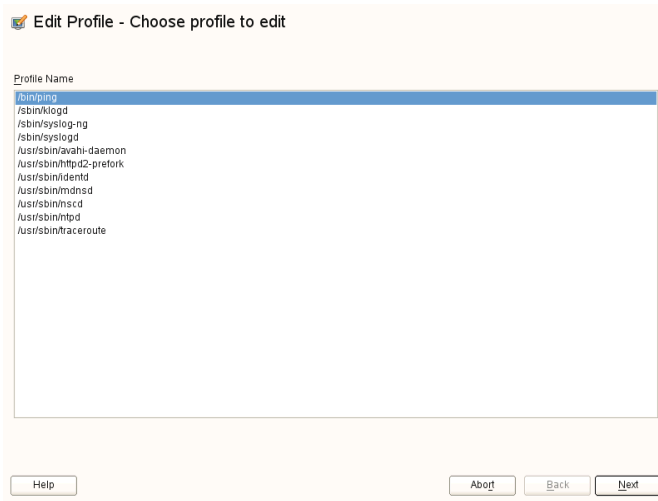 Edit Profile - Choose profile to edit
Profile Name
/bin/ping
/sbin/klogd
/sbin/syslog-ng
/sbin/syslogd
/usr/sbin/avahi-daemon
/usr/sbin/httpd2-prefork
/usr/sbin/identd
/usr/sbin/mdnsd
/usr/sbin/nscd
/usr/sbin/ntpd
/usr/sbin/traceroute
Help Abort Back Next